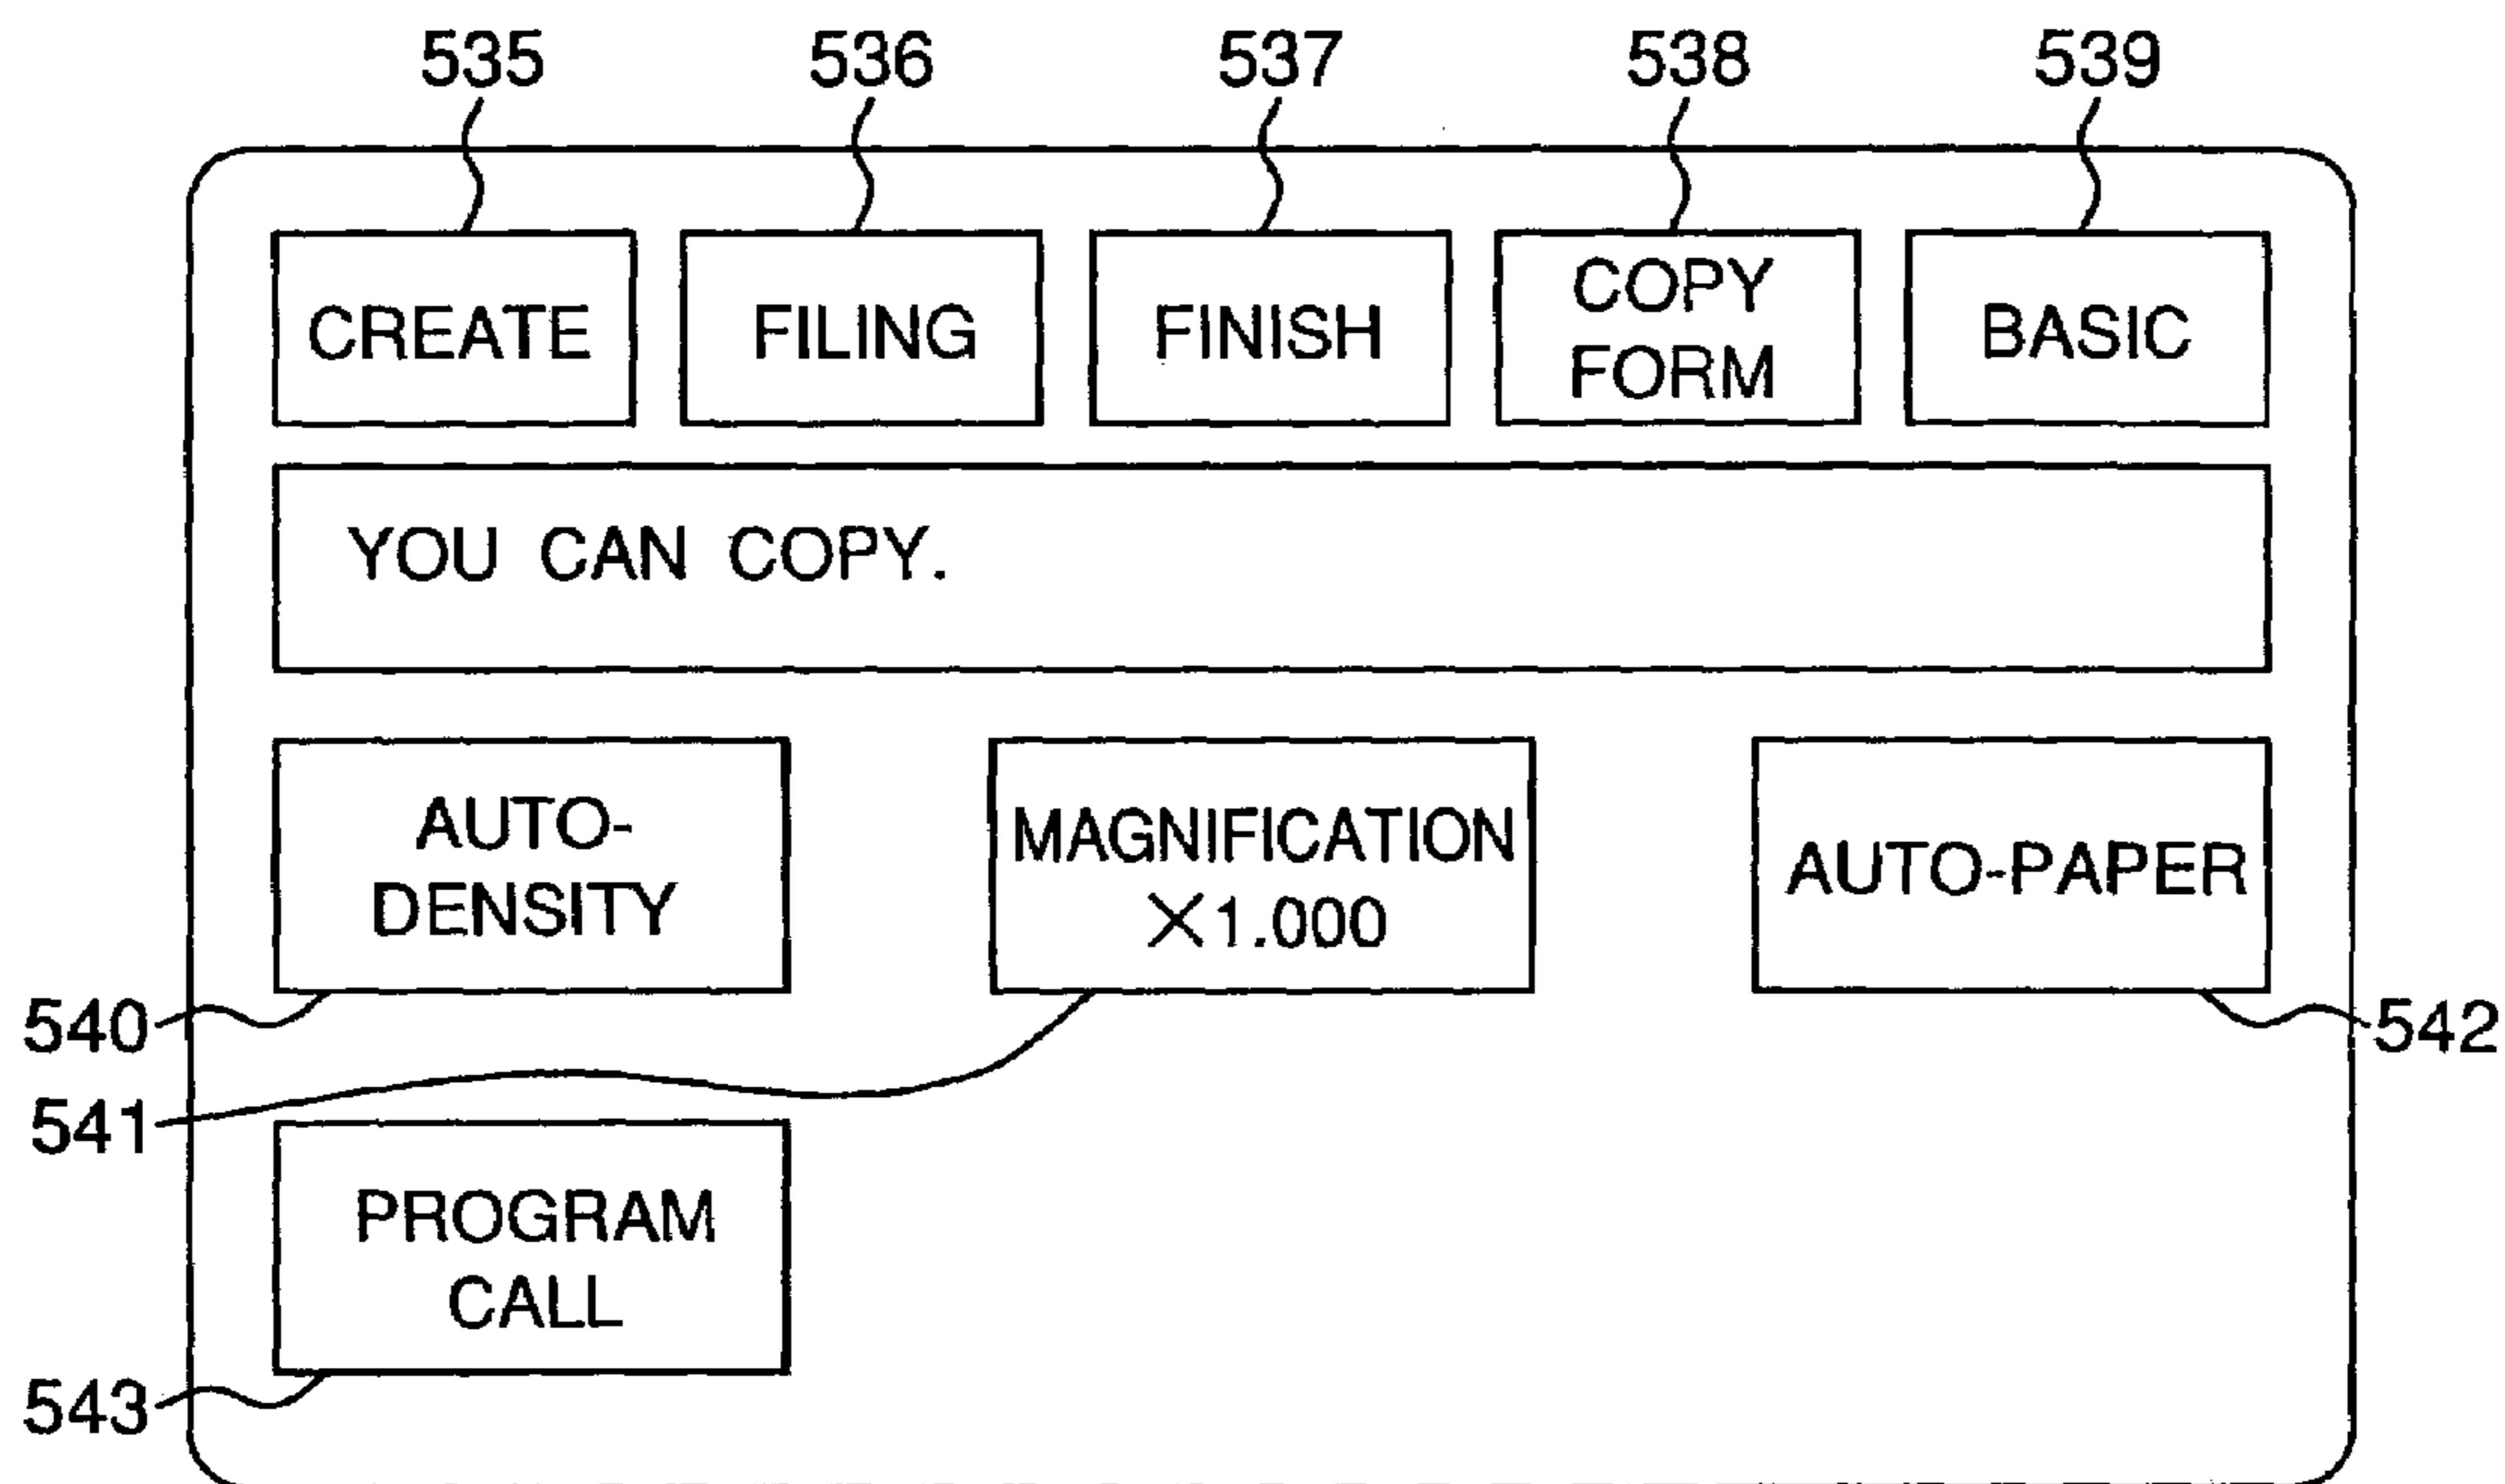 535 536 537 538 539
CREATE FILING FINISH COPY FORM BASIC
YOU CAN COPY.
AUTO-
DENSITY
MAGNIFICATION
×1.000
AUTO-PAPER
540
542
541
PROGRAM
CALL
543